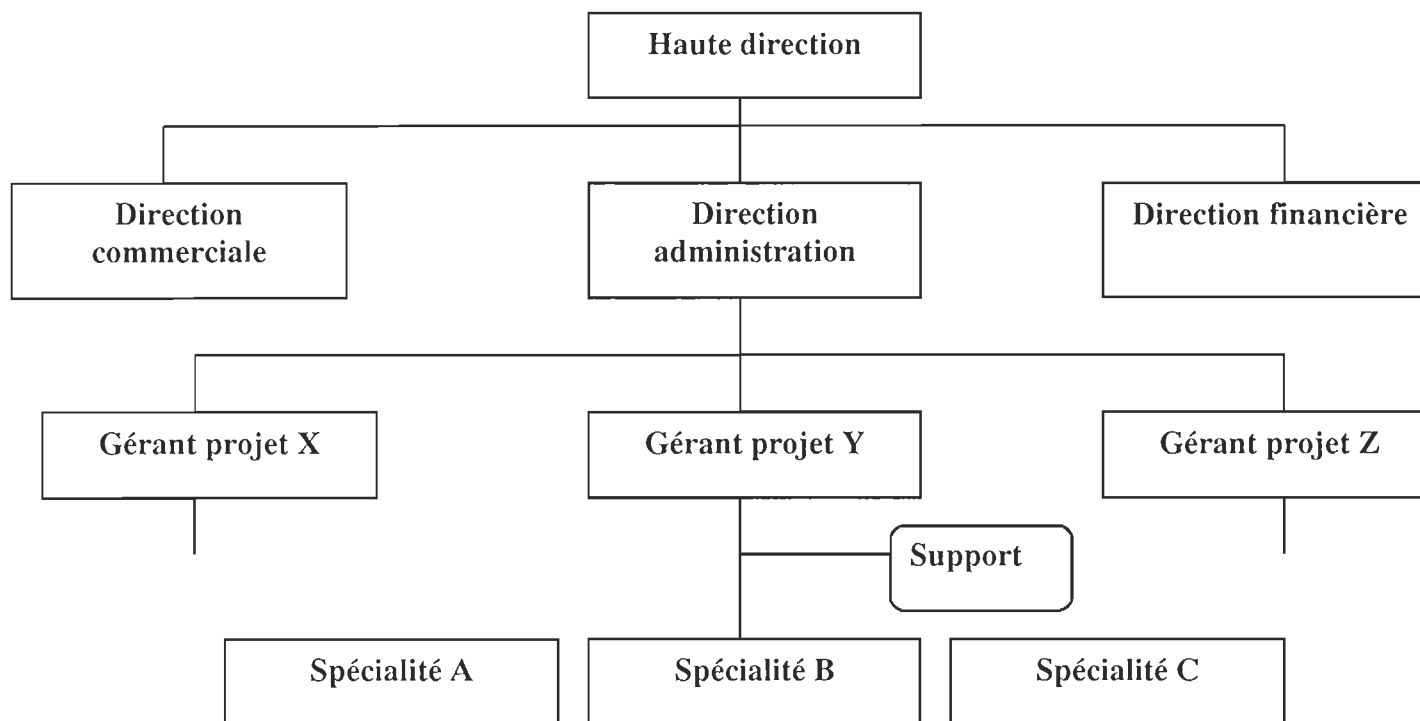 Haute direction
Direction
commerciale
Direction
administration
Direction financière
Gérant projet X
Gérant projet Y
Gérant projet Z
Support
Spécialité A
Spécialité B
Spécialité C